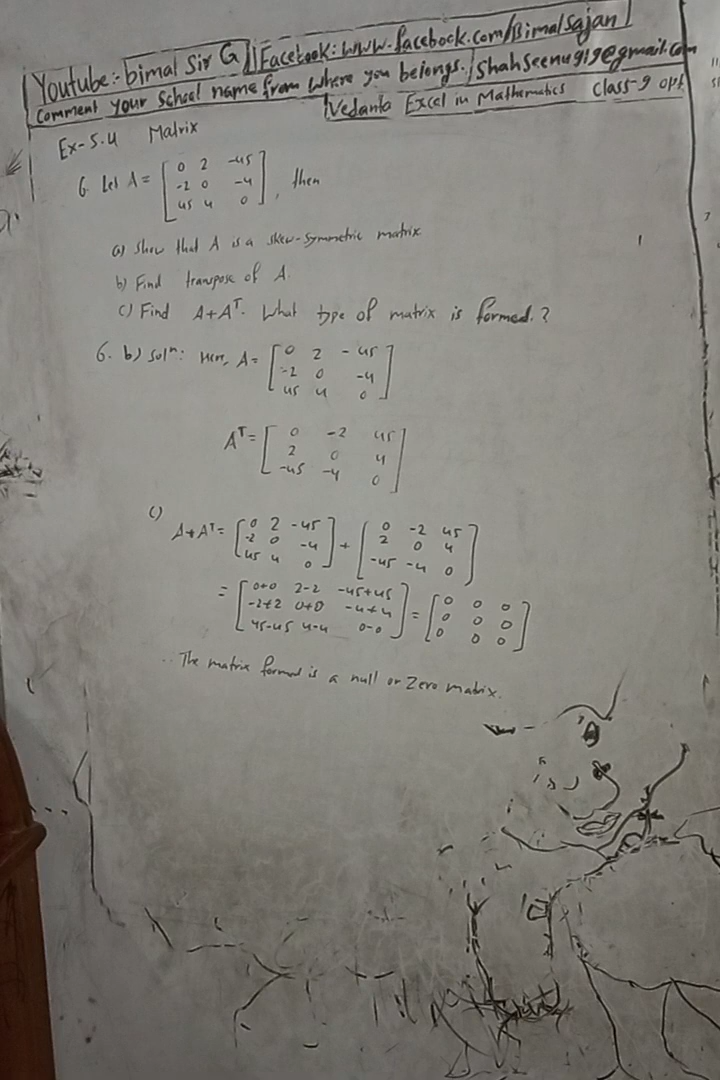 Youtube:- bimal Sir G Facebook: www.facebook.com/BimalSajan
Comment your School name from where you belongs. shahseemu919@gmail.com
Vedanta Excel in Mathematics class-9 opt
Ex-5.4 Matrix
6. Let A = [0 2 -45
-2 0 -4
45 4 0], then
a) Show that A is a skew-symmetric matrix
b) Find transpose of A.
c) Find A+Aᵀ. What type of matrix is formed.?
6. b) Solⁿ: Here, A = [0 2 -45
-2 0 -4
45 4 0]
Aᵀ = [0 -2 45
2 0 4
-45 -4 0]
c)
A+Aᵀ = [0 2 -45 -2 0 -4 45 4 0] + [0 -2 45 2 0 4 -45 -4 0]
= [0+0 2-2 -45+45 -2+2 0+0 -4+4 45-45 4-4 0-0] = [0 0 0 0 0 0 0 0 0]
∴ The matrix formed is a null or Zero matrix.